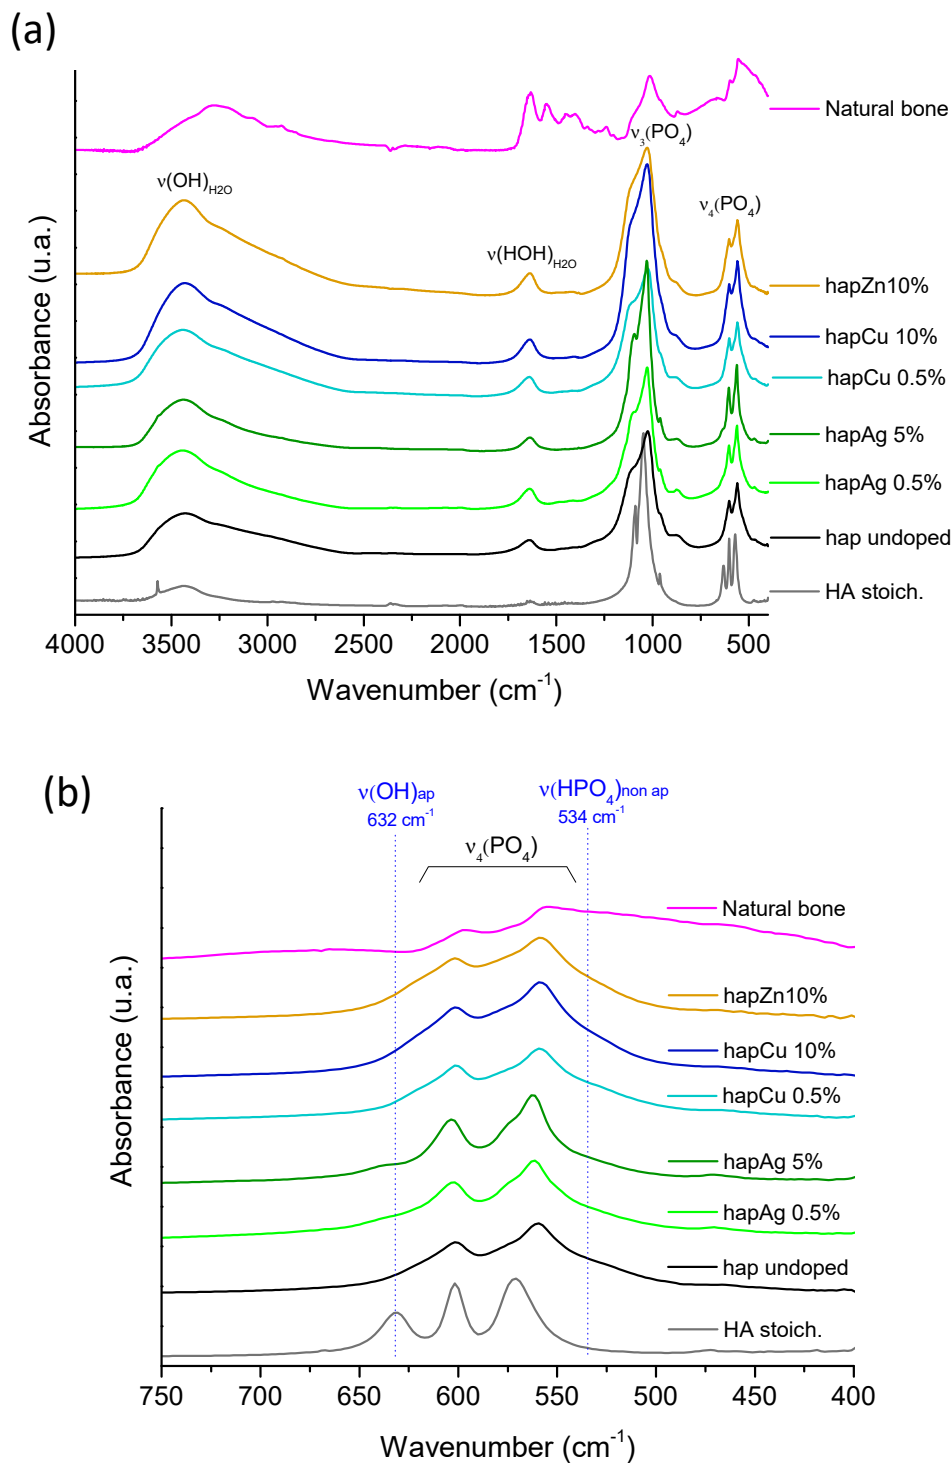 (a)
Natural bone
ν₃(PO₄)
ν(OH)H2O
ν₄(PO₄)
ν(HOH)H2O
hapZn10%
hapCu 10%
hapCu 0.5%
hapAg 5%
hapAg 0.5%
hap undoped
HA stoich.
Absorbance (u.a.)
4000 3500 3000 2500 2000 1500 1000 500
Wavenumber (cm⁻¹)
(b)
ν(OH)ap
632 cm⁻¹
ν(HPO₄)non ap
534 cm⁻¹
ν₄(PO₄)
Natural bone
hapZn10%
hapCu 10%
hapCu 0.5%
hapAg 5%
hapAg 0.5%
hap undoped
HA stoich.
Absorbance (u.a.)
750 700 650 600 550 500 450 400
Wavenumber (cm⁻¹)